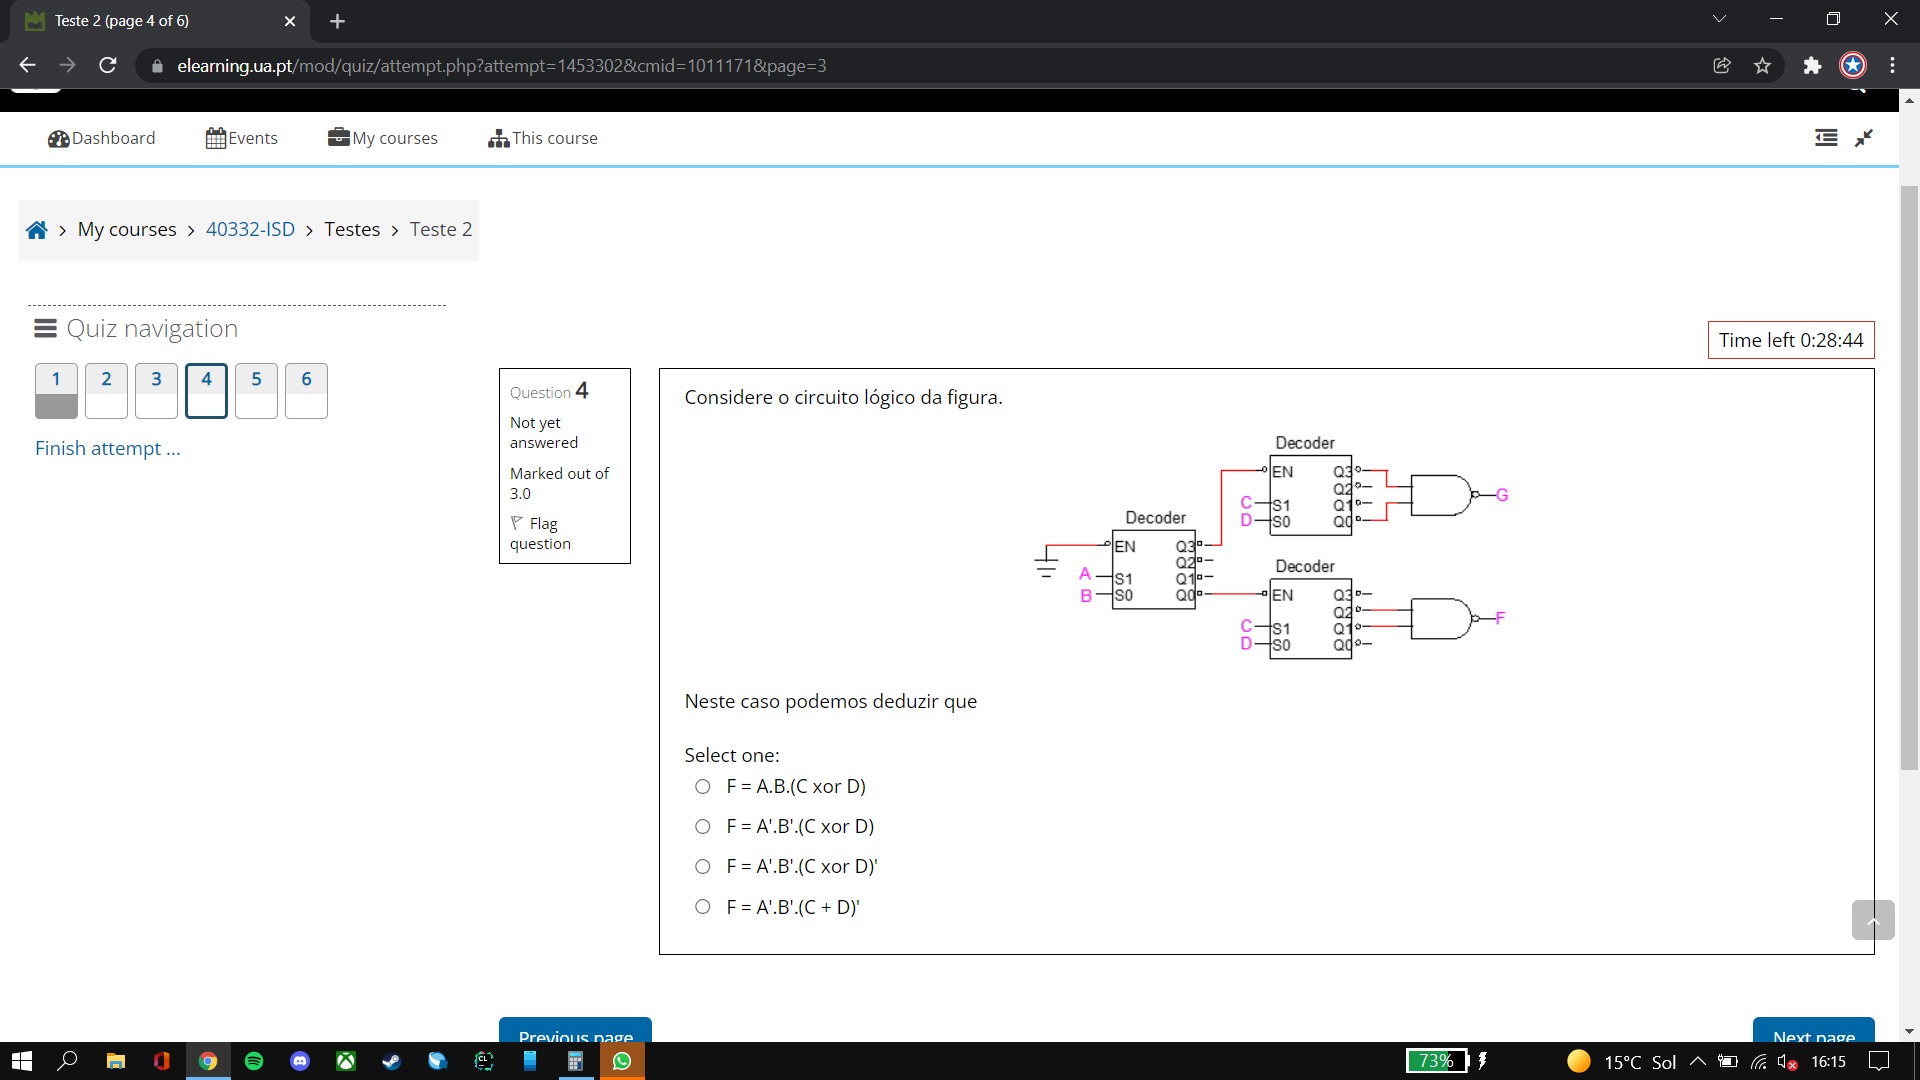 Teste 2 (page 4 of 6)
elearning.ua.pt/mod/quiz/attempt.php?attempt=1453302&cmid=1011171&page=3
Dashboard Events My courses This course
> My courses > 40332-ISD > Testes > Teste 2
Quiz navigation
1 2 3 4 5 6
Finish attempt ...
Time left 0:28:44
Question 4
Not yet
answered
Marked out of
3.0
Flag
question
Considere o circuito lógico da figura.
Decoder
EN Q3
Q2
C S1 Q1
D S0 Q0
G
Decoder
EN Q3
Q2
A S1 Q1
B S0 Q0
Decoder
EN Q3
Q2
C S1 Q1
D S0 Q0
F
Neste caso podemos deduzir que
Select one:
F = A.B.(C xor D)
F = A'.B'.(C xor D)
F = A'.B'.(C xor D)'
F = A'.B'.(C + D)'
Previous page
Next page
73%
15°C Sol
16:15